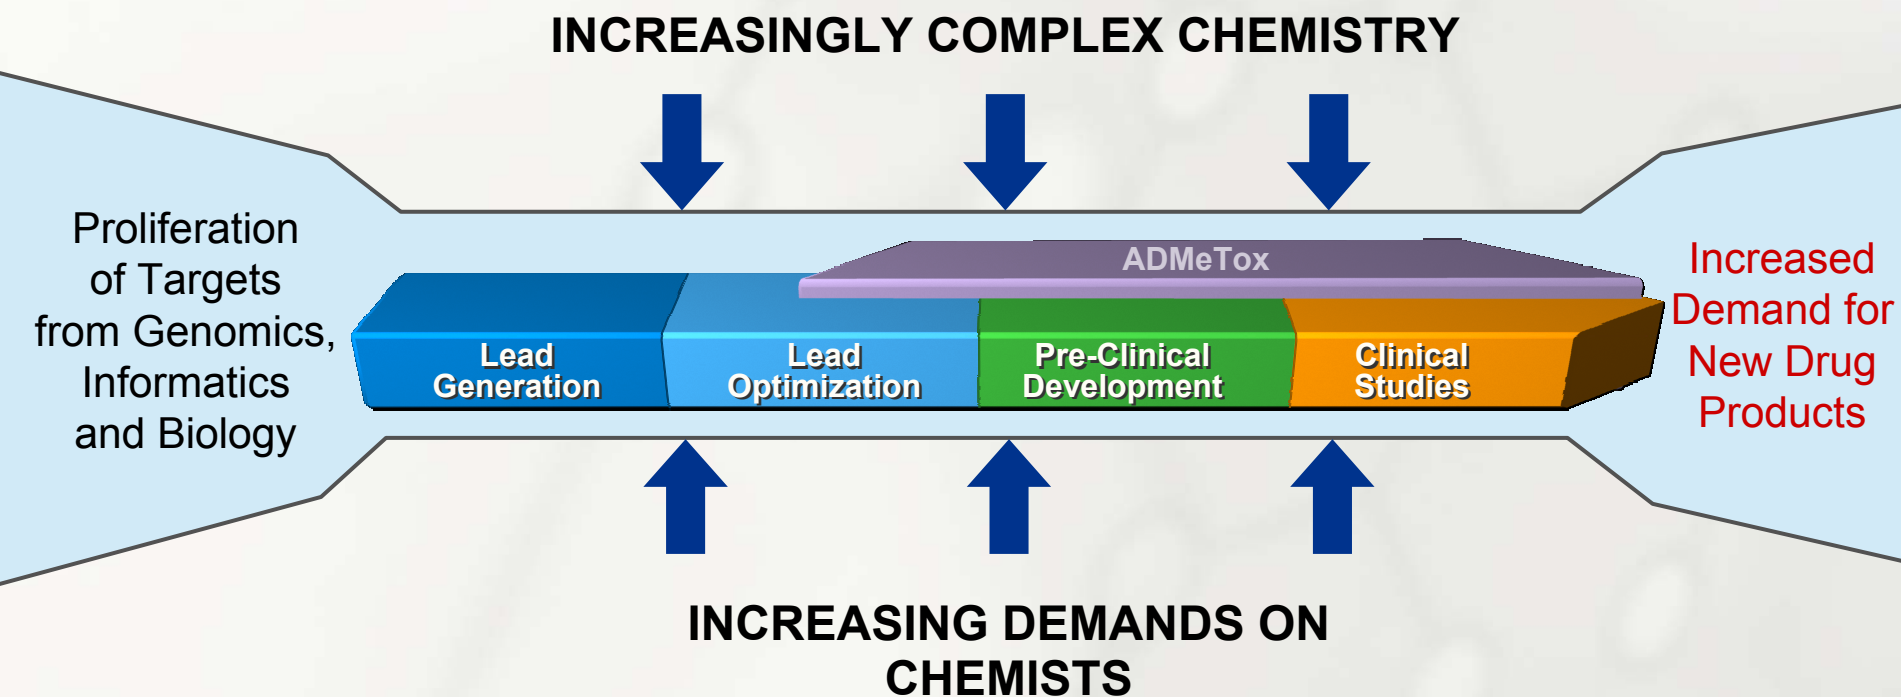 INCREASINGLY COMPLEX CHEMISTRY
Proliferation
of Targets
from Genomics,
Informatics
and Biology
ADMeTox
Lead
Generation
Lead
Optimization
Pre-Clinical
Development
Clinical
Studies
Increased
Demand for
New Drug
Products
INCREASING DEMANDS ON
CHEMISTS